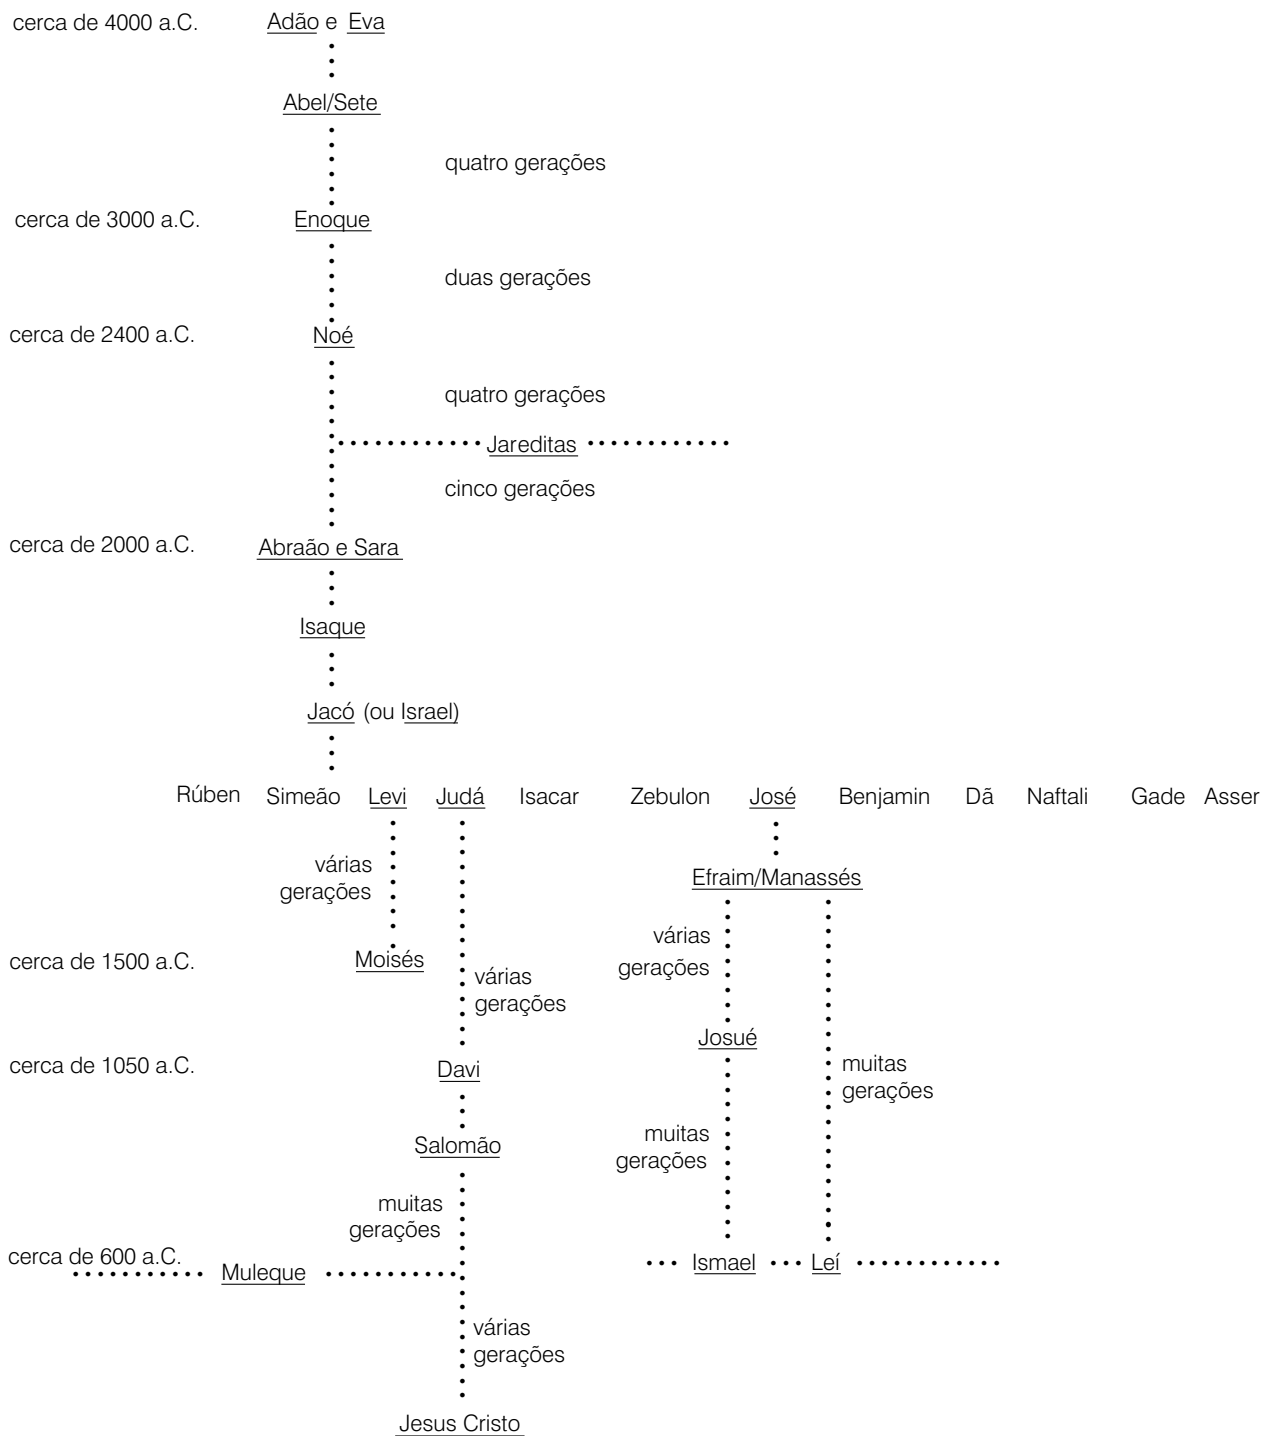 cerca de 4000 a.C. Adão e Eva
Abel/Sete
quatro gerações
cerca de 3000 a.C. Enoque
duas gerações
cerca de 2400 a.C. Noé
quatro gerações
Jareditas
cinco gerações
cerca de 2000 a.C. Abraão e Sara
Isaque
Jacó (ou Israel)
Rúben Simeão Levi Judá Isacar Zebulon José Benjamin Dã Naftali Gade Asser
várias
gerações
Efraim/Manassés
várias
gerações
cerca de 1500 a.C. Moisés
várias
gerações
Josué
cerca de 1050 a.C. Davi
muitas
gerações
muitas
gerações
Salomão
muitas
gerações
cerca de 600 a.C.
Muleque
Ismael Leí
várias
gerações
Jesus Cristo